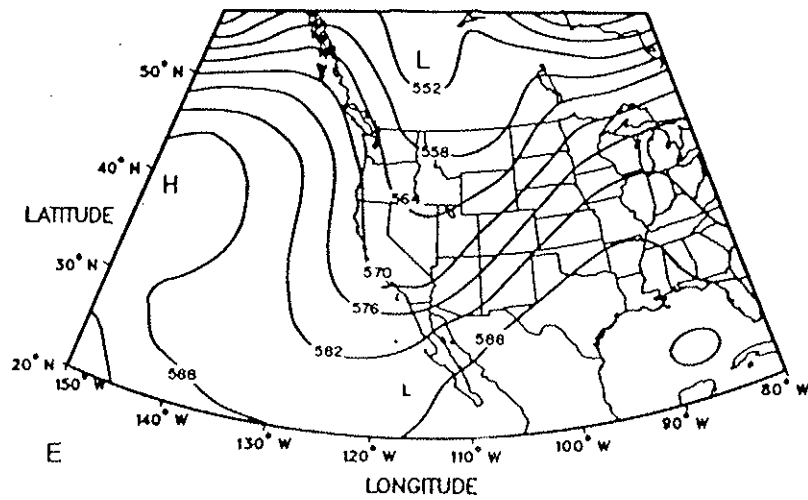 L
50° N
552
558
40° N
H
564
LATITUDE
30° N
570
576
582
588
20° N
150° W
588
L
80° W
140° W
90° W
E
130° W
120° W
110° W
100° W
LONGITUDE